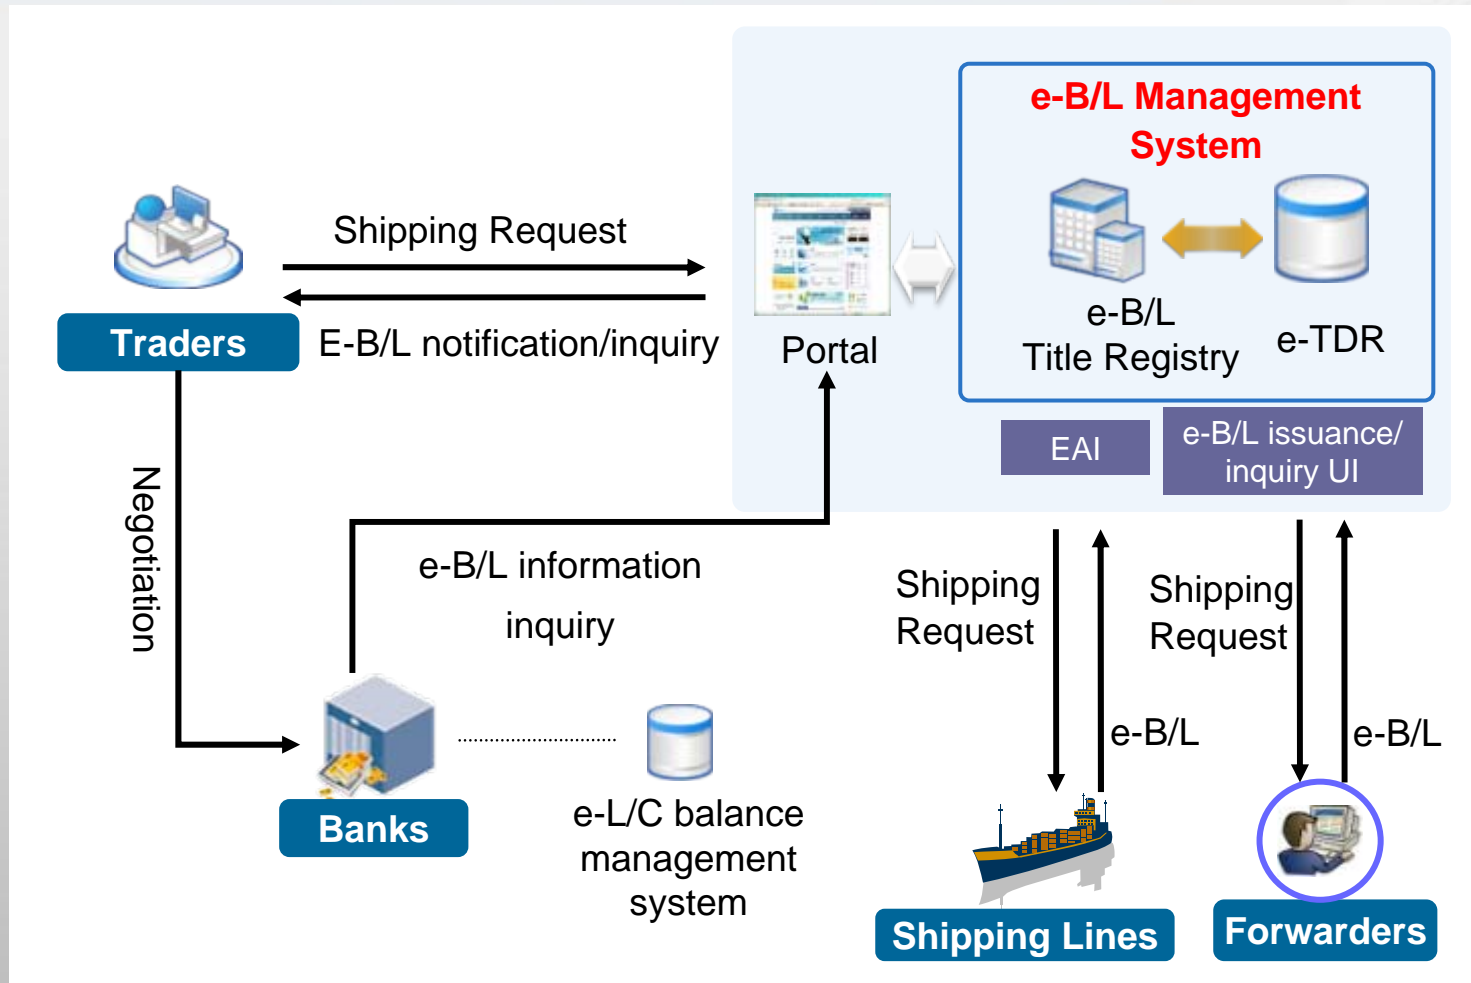 e-B/L Management
System
Shipping Request
E-B/L notification/inquiry
Traders
Portal
e-B/L
Title Registry
e-TDR
EAI
e-B/L issuance/
inquiry UI
Negotiation
e-B/L information
inquiry
Shipping
Request
Shipping
Request
e-B/L
e-B/L
Banks
e-L/C balance
management
system
Shipping Lines
Forwarders